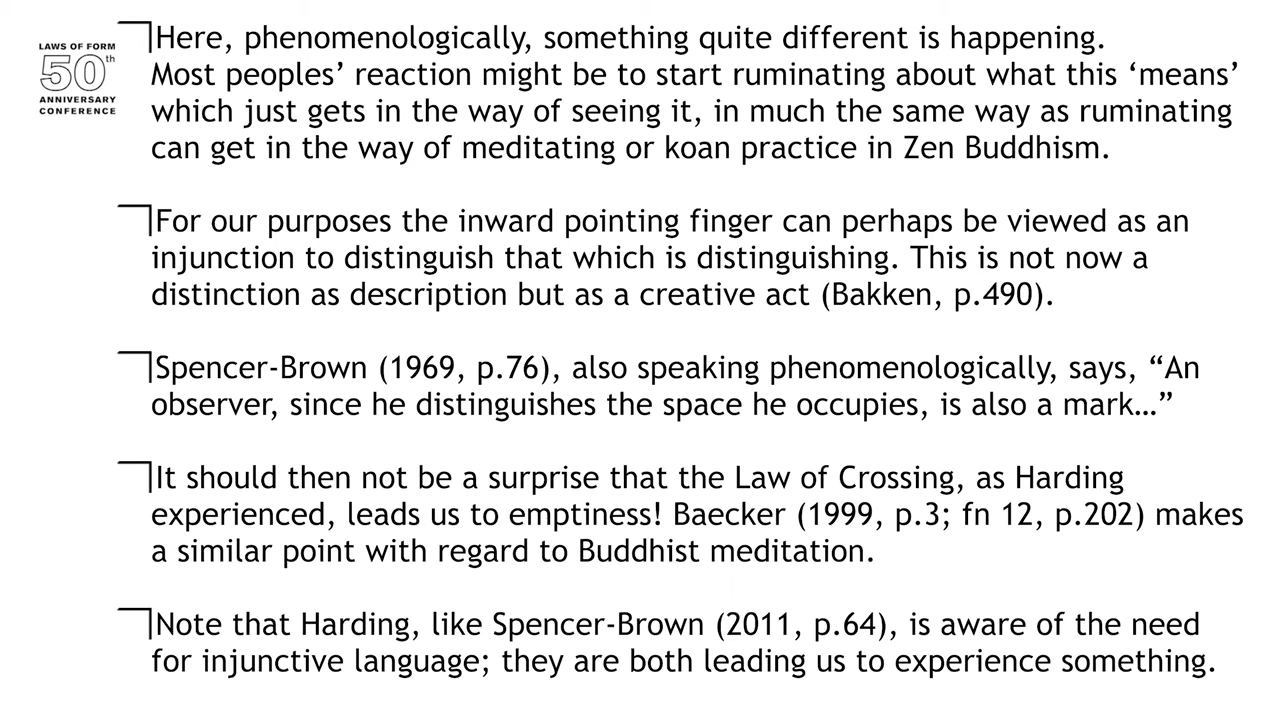 LAWS OF FORM
50th
ANNIVERSARY
CONFERENCE
Here, phenomenologically, something quite different is happening.
Most peoples’ reaction might be to start ruminating about what this ‘means’
which just gets in the way of seeing it, in much the same way as ruminating
can get in the way of meditating or koan practice in Zen Buddhism.
For our purposes the inward pointing finger can perhaps be viewed as an
injunction to distinguish that which is distinguishing. This is not now a
distinction as description but as a creative act (Bakken, p.490).
Spencer-Brown (1969, p.76), also speaking phenomenologically, says, “An
observer, since he distinguishes the space he occupies, is also a mark…”
It should then not be a surprise that the Law of Crossing, as Harding
experienced, leads us to emptiness! Baecker (1999, p.3; fn 12, p.202) makes
a similar point with regard to Buddhist meditation.
Note that Harding, like Spencer-Brown (2011, p.64), is aware of the need
for injunctive language; they are both leading us to experience something.